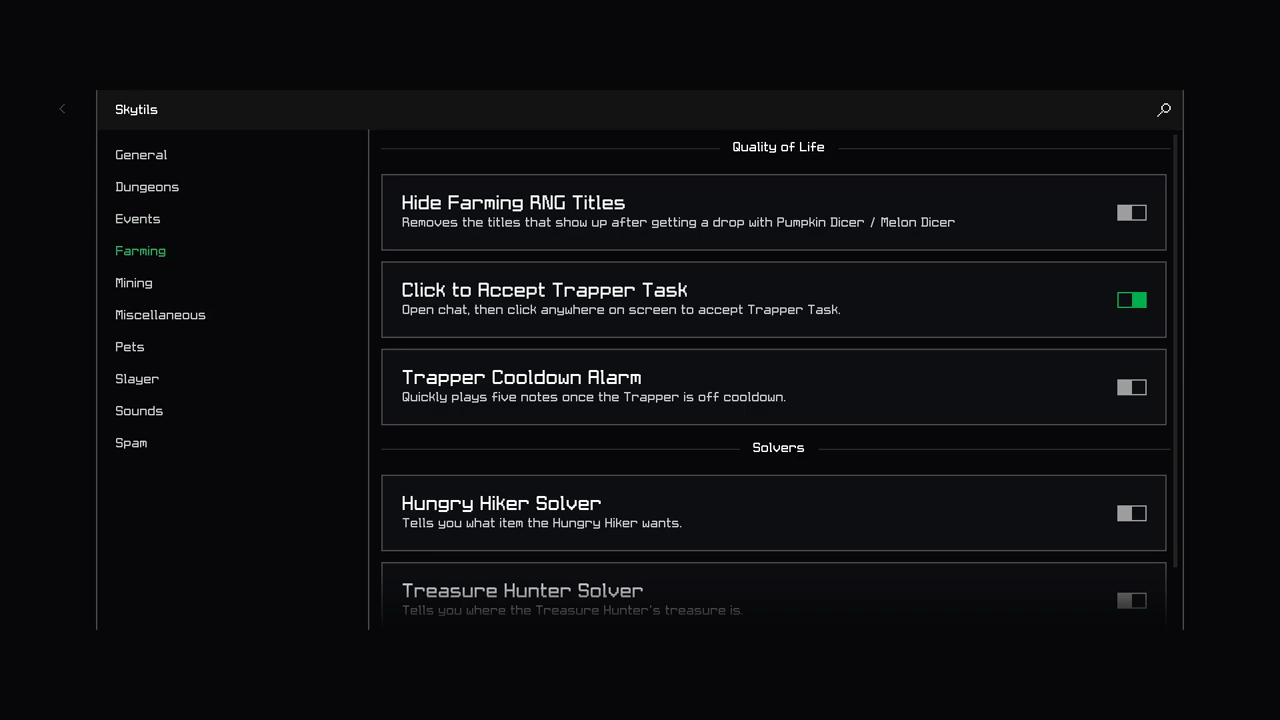 Skytils
General
Dungeons
Events
Farming
Mining
Miscellaneous
Pets
Slayer
Sounds
Spam
Quality of Life
Hide Farming RNG Titles
Removes the titles that show up after getting a drop with Pumpkin Dicer / Melon Dicer
Click to Accept Trapper Task
Open chat, then click anywhere on screen to accept Trapper Task.
Trapper Cooldown Alarm
Quickly plays five notes once the Trapper is off cooldown.
Solvers
Hungry Hiker Solver
Tells you what item the Hungry Hiker wants.
Treasure Hunter Solver
Tells you where the Treasure Hunter's treasure is.